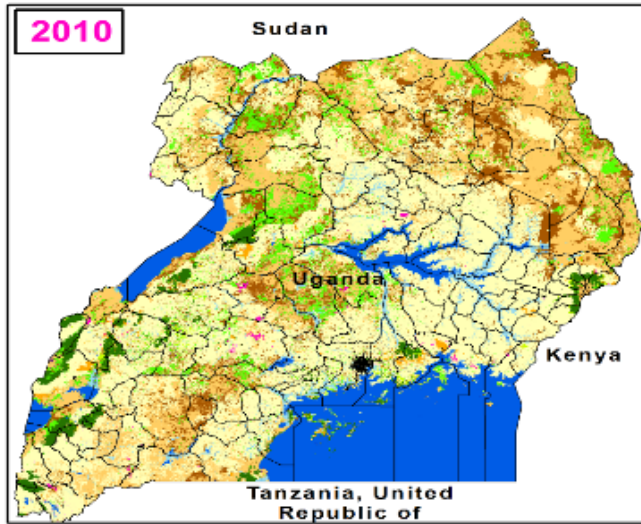 2010
Sudan
Uganda
Kenya
Tanzania, United
Republic of